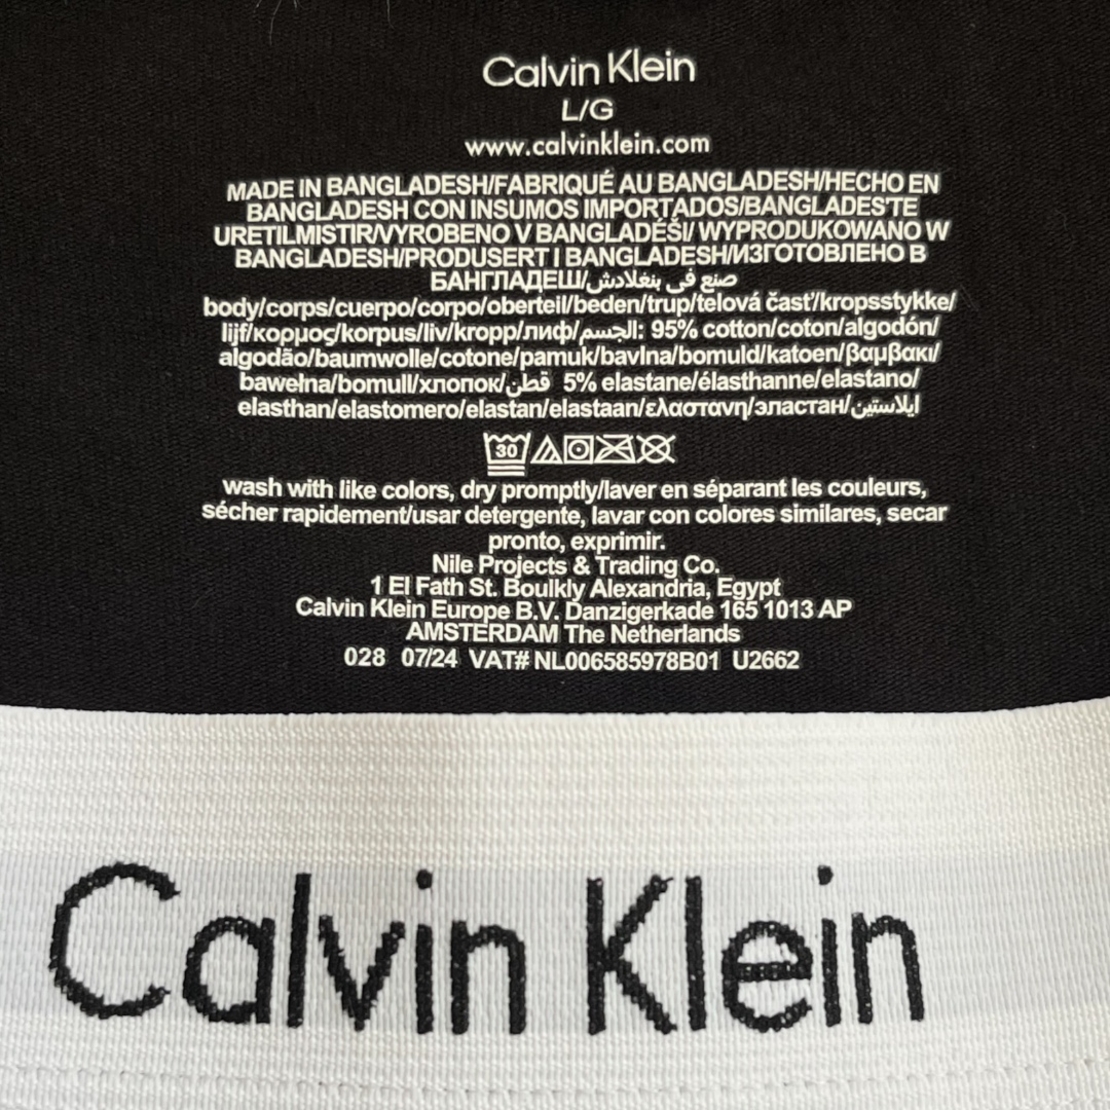 Calvin Klein
L/G
www.calvinklein.com
MADE IN BANGLADESH/FABRIQUÉ AU BANGLADESH/HECHO EN
BANGLADESH CON INSUMOS IMPORTADOS/BANGLADEŞ'TE
URETILMISTIR/VYROBENO V BANGLADÉŠI/ WYPRODUKOWANO W
BANGLADESH/PRODUSERT I BANGLADESH/ИЗГОТОВЛЕНО В
БАНГЛАДЕШ/صنع في بنغلادش
body/corps/cuerpo/corpo/oberteil/beden/trup/telová časť/kropsstykke/
lijf/κορμος/korpus/liv/kropp/лиф/الجسم: 95% cotton/coton/algodón/
algodão/baumwolle/cotone/pamuk/bavlna/bomuld/katoen/βαμβακι/
bawełna/bomull/хлопок/قطن 5% elastane/élasthanne/elastano/
elasthan/elastomero/elastan/elastaan/ελαστανη/эластан/ايلاستين
30
wash with like colors, dry promptly/laver en séparant les couleurs,
sécher rapidement/usar detergente, lavar con colores similares, secar
pronto, exprimir.
Nile Projects & Trading Co.
1 El Fath St. Boulkly Alexandria, Egypt
Calvin Klein Europe B.V. Danzigerkade 165 1013 AP
AMSTERDAM The Netherlands
028 07/24 VAT# NL006585978B01 U2662
Calvin Klein